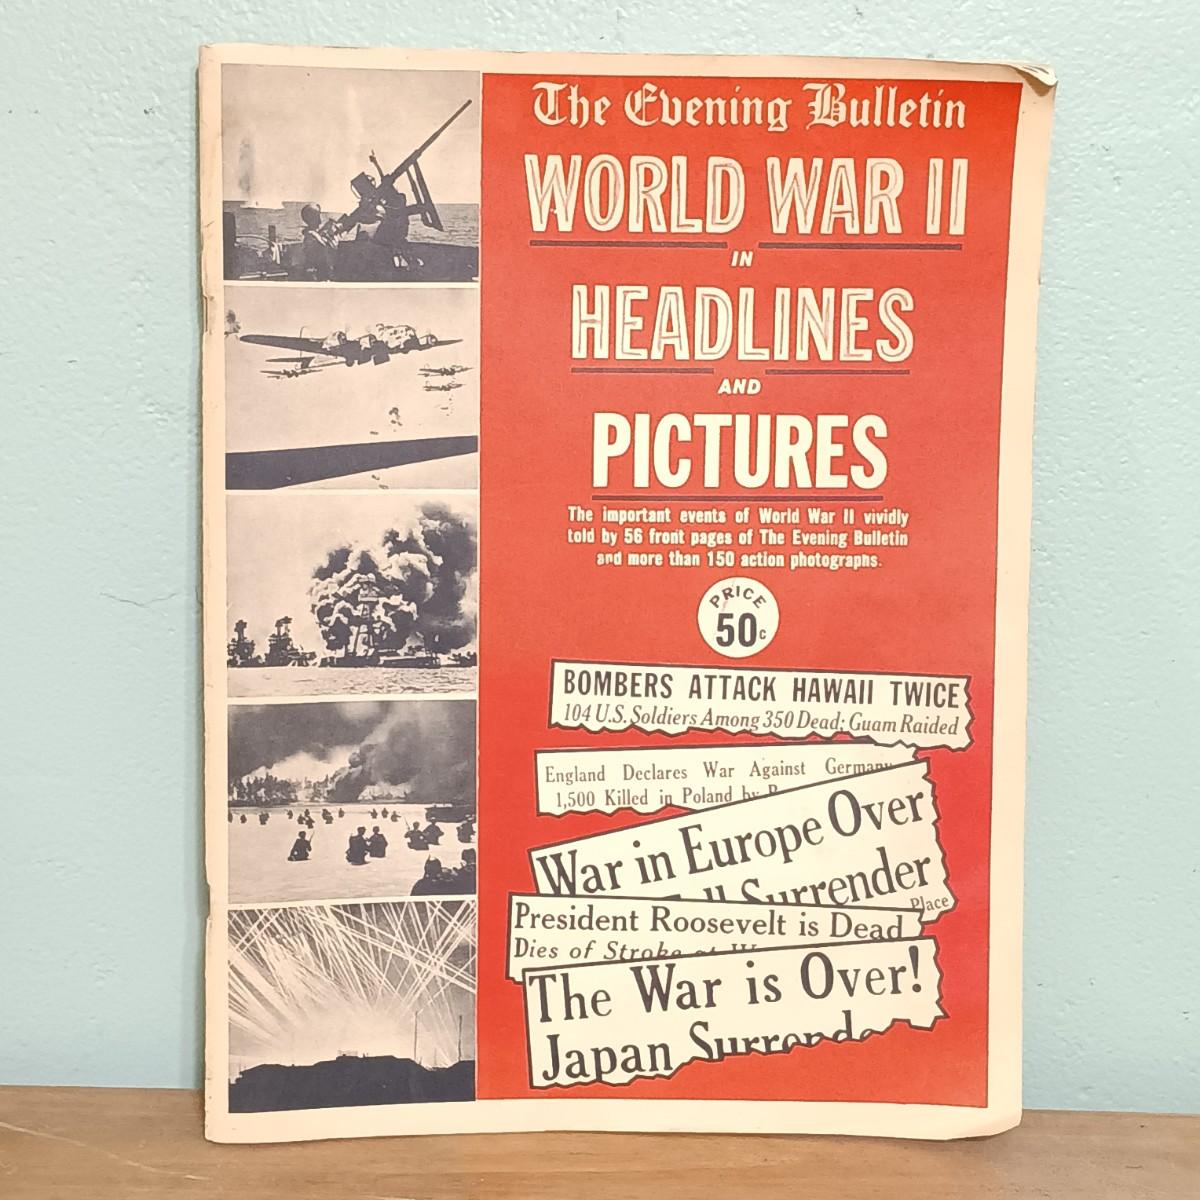 The Evening Bulletin
WORLD WAR II
IN
HEADLINES
AND
PICTURES
The important events of World War II vividly
told by 56 front pages of The Evening Bulletin
and more than 150 action photographs.
PRICE
50c
BOMBERS ATTACK HAWAII TWICE
104 U.S. Soldiers Among 350 Dead; Guam Raided
England Declares War Against Germany
1,500 Killed in Poland by
War in Europe Over
Surrender
Place
President Roosevelt is Dead
Dies of Stroke at
The War is Over!
Japan